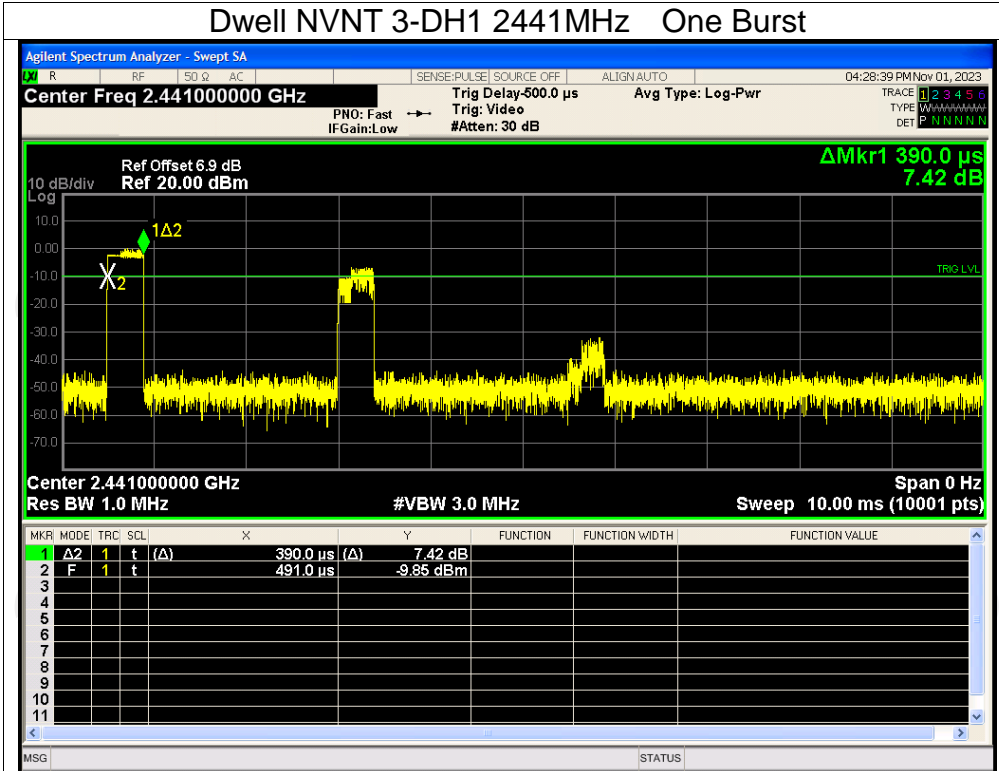 Dwell NVNT 3-DH1 2441MHz One Burst
Agilent Spectrum Analyzer - Swept SA
LXI R RF 50 Ω AC SENSE:PULSE SOURCE OFF ALIGN AUTO 04:28:39 PM Nov 01, 2023
Center Freq 2.441000000 GHz Trig Delay-500.0 µs Avg Type: Log-Pwr TRACE 1 2 3 4 5 6
PNO: Fast Trig: Video TYPE W
IFGain:Low #Atten: 30 dB DET P N N N N N
ΔMkr1 390.0 µs
Ref Offset 6.9 dB
10 dB/div Ref 20.00 dBm 7.42 dB
Log
10.0
1Δ2
0.00
-10.0 X2 TRIG LVL
-20.0
-30.0
-40.0
-50.0
-60.0
-70.0
Center 2.441000000 GHz Span 0 Hz
Res BW 1.0 MHz #VBW 3.0 MHz Sweep 10.00 ms (10001 pts)
MKR MODE TRC SCL X Y FUNCTION FUNCTION WIDTH FUNCTION VALUE
1 Δ2 1 t (Δ) 390.0 µs (Δ) 7.42 dB
2 F 1 t 491.0 µs -9.85 dBm
3
4
5
6
7
8
9
10
11
MSG STATUS